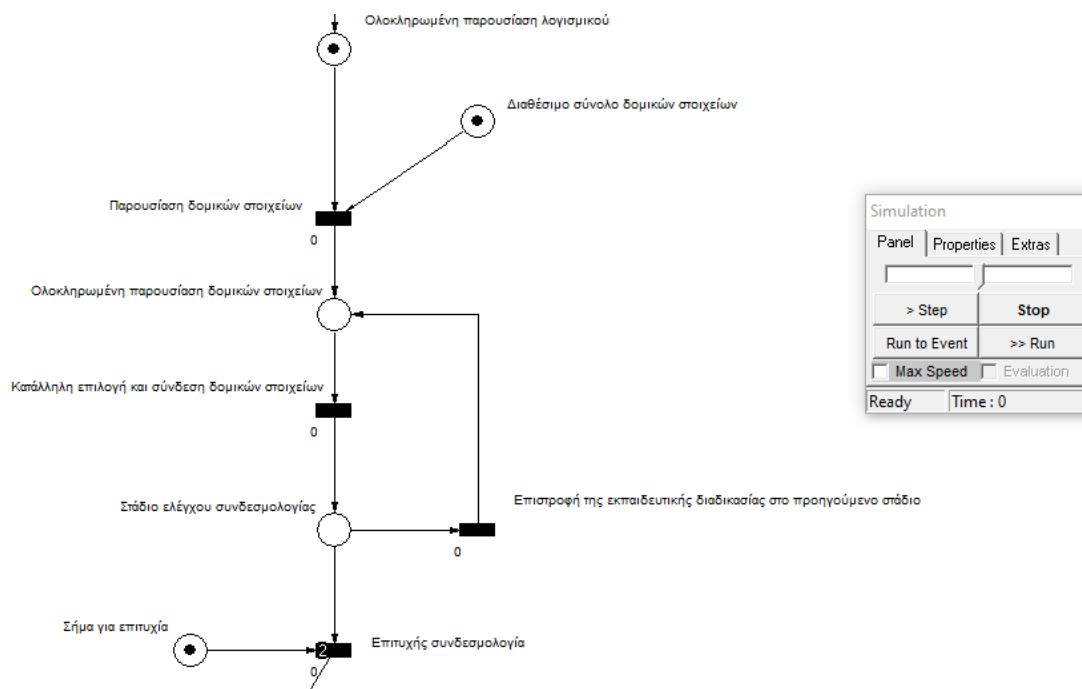 Ολοκληρωμένη παρουσίαση λογισμικού
Διαθέσιμο σύνολο δομικών στοιχείων
Παρουσίαση δομικών στοιχείων
0
Ολοκληρωμένη παρουσίαση δομικών στοιχείων
Κατάλληλη επιλογή και σύνδεση δομικών στοιχείων
0
Στάδιο ελέγχου συνδεσμολογίας
Επιστροφή της εκπαιδευτικής διαδικασίας στο προηγούμενο στάδιο
0
Σήμα για επιτυχία
2
Επιτυχής συνδεσμολογία
0
Simulation
Panel Properties Extras
> Step Stop
Run to Event >> Run
Max Speed Evaluation
Ready Time : 0